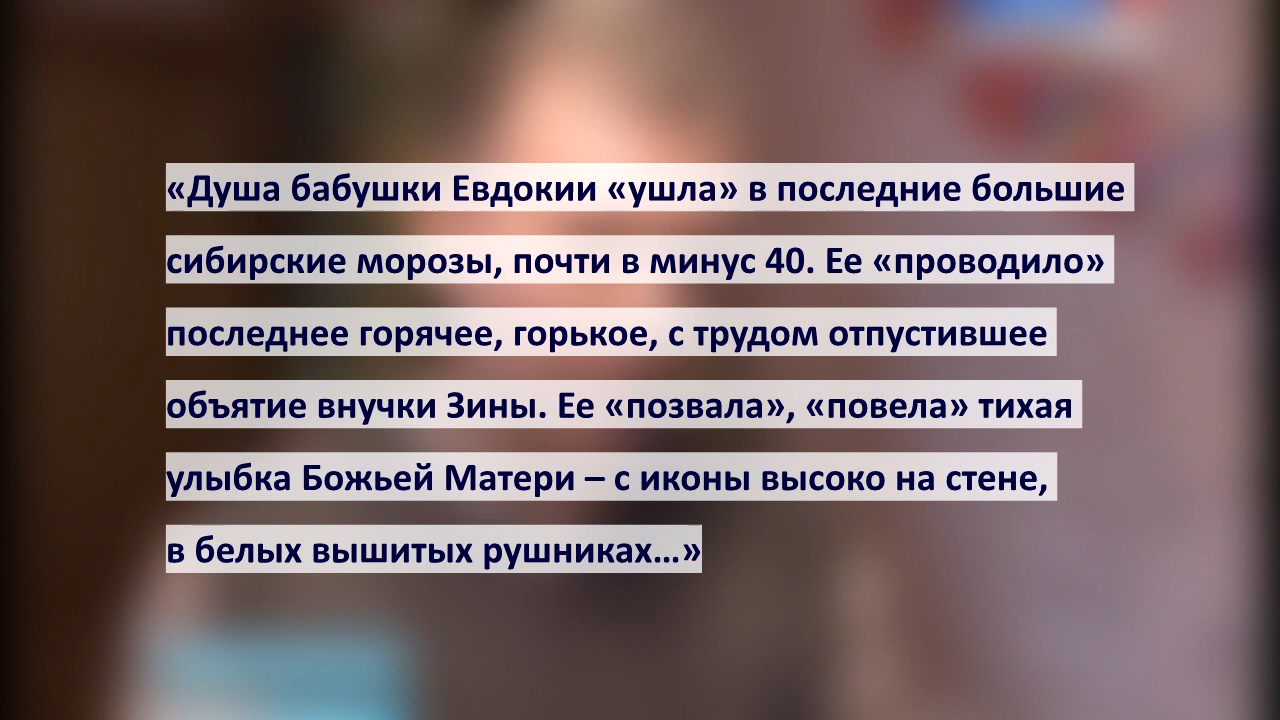 «Душа бабушки Евдокии «ушла» в последние большие
сибирские морозы, почти в минус 40. Ее «проводило»
последнее горячее, горькое, с трудом отпустившее
объятие внучки Зины. Ее «позвала», «повела» тихая
улыбка Божьей Матери – с иконы высоко на стене,
в белых вышитых рушниках...»